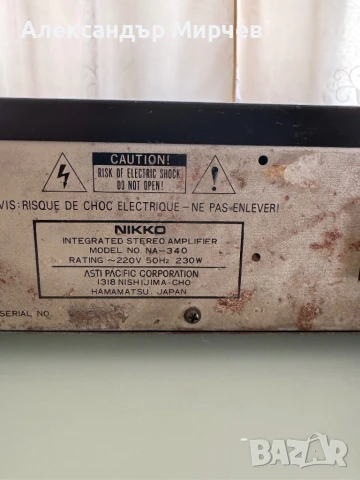 Александър Мирчев
CAUTION!
RISK OF ELECTRIC SHOCK
DO NOT OPEN!
VIS: RISQUE DE CHOC ELECTRIQUE – NE PAS ENLEVER!
NIKKO
INTEGRATED STEREO AMPLIFIER
MODEL NO. NA-340
RATING ~220V 50Hz 230W
ASTI PACIFIC CORPORATION
1318 NISHIJIMA-CHO
HAMAMATSU, JAPAN
SERIAL NO.
bazar